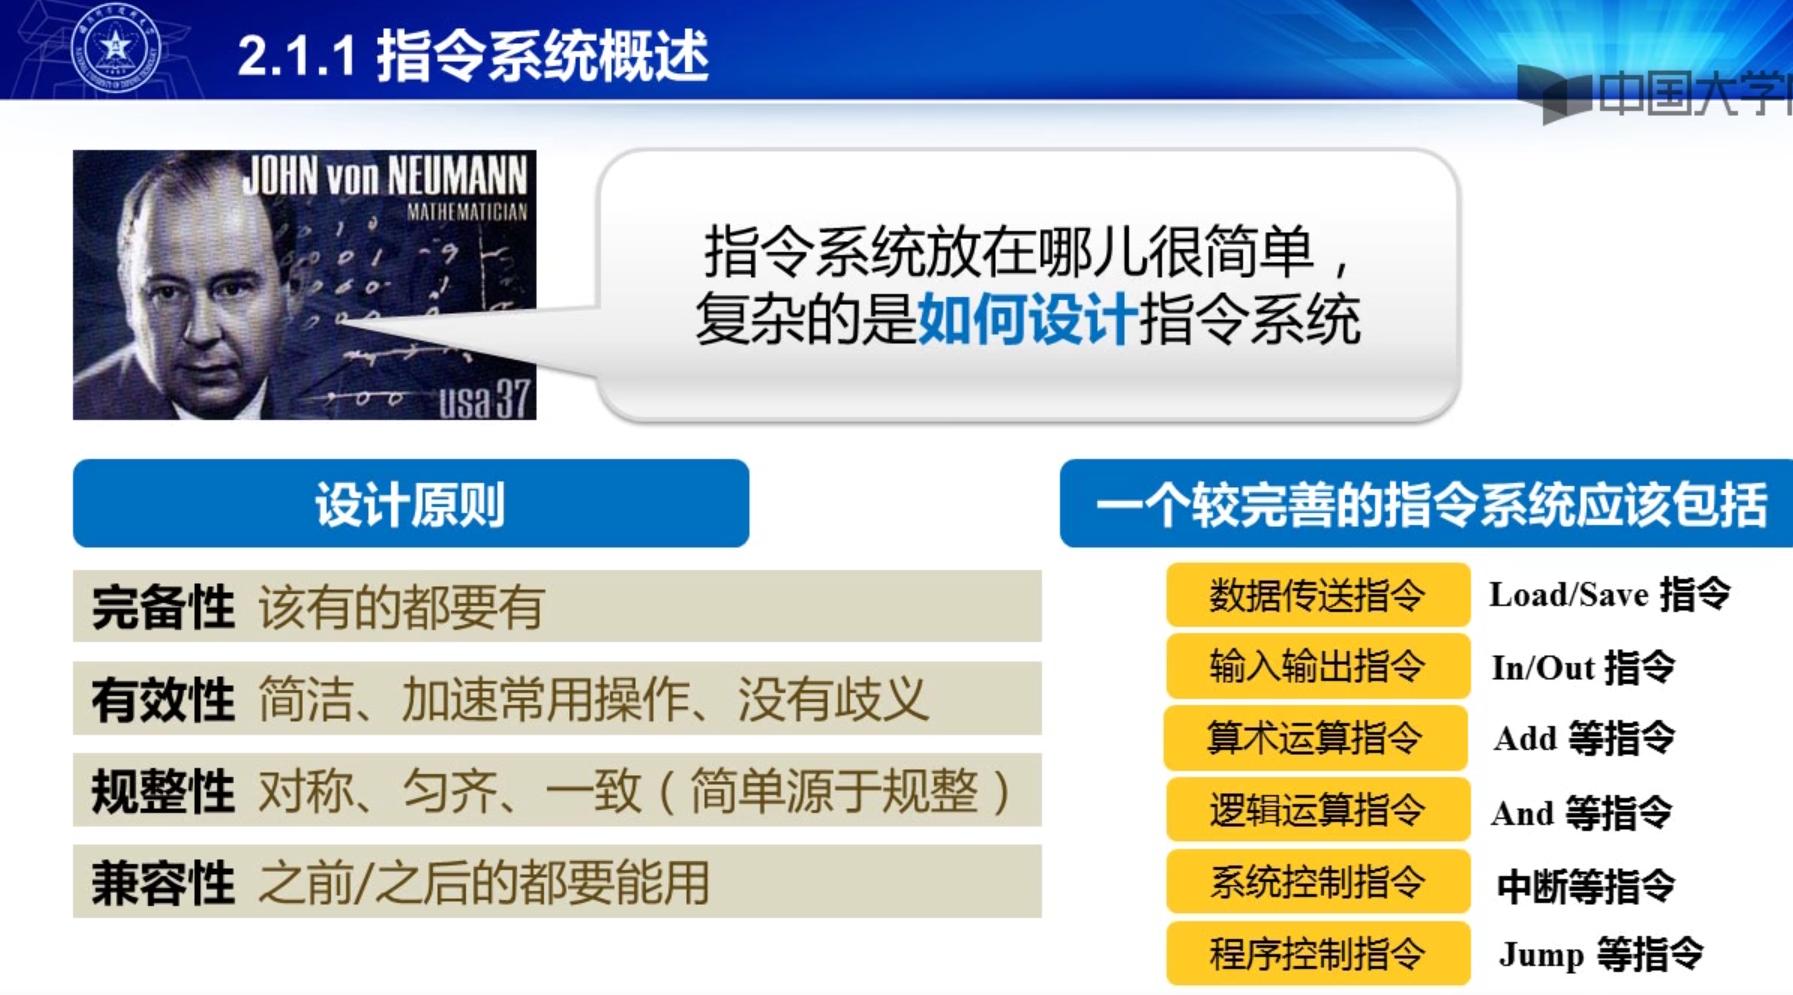 2.1.1 指令系统概述
中国大学
JOHN von NEUMANN
MATHEMATICIAN
usa 37
指令系统放在哪儿很简单，
复杂的是如何设计指令系统
设计原则
完备性 该有的都要有
有效性 简洁、加速常用操作、没有歧义
规整性 对称、匀齐、一致（简单源于规整）
兼容性 之前/之后的都要能用
一个较完善的指令系统应该包括
数据传送指令 Load/Save 指令
输入输出指令 In/Out 指令
算术运算指令 Add 等指令
逻辑运算指令 And 等指令
系统控制指令 中断等指令
程序控制指令 Jump 等指令